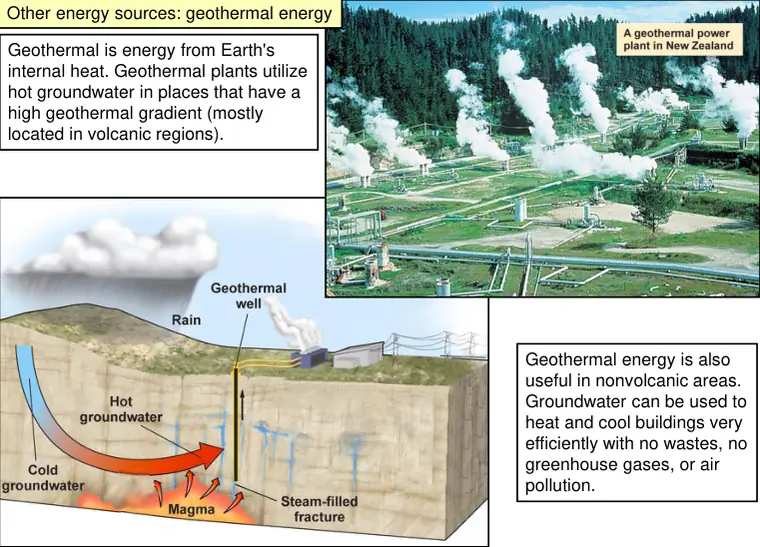 Other energy sources: geothermal energy
Geothermal is energy from Earth's
internal heat. Geothermal plants utilize
hot groundwater in places that have a
high geothermal gradient (mostly
located in volcanic regions).
A geothermal power
plant in New Zealand
Geothermal
well
Rain
Hot
groundwater
Cold
groundwater
Magma
Steam-filled
fracture
Geothermal energy is also
useful in nonvolcanic areas.
Groundwater can be used to
heat and cool buildings very
efficiently with no wastes, no
greenhouse gases, or air
pollution.